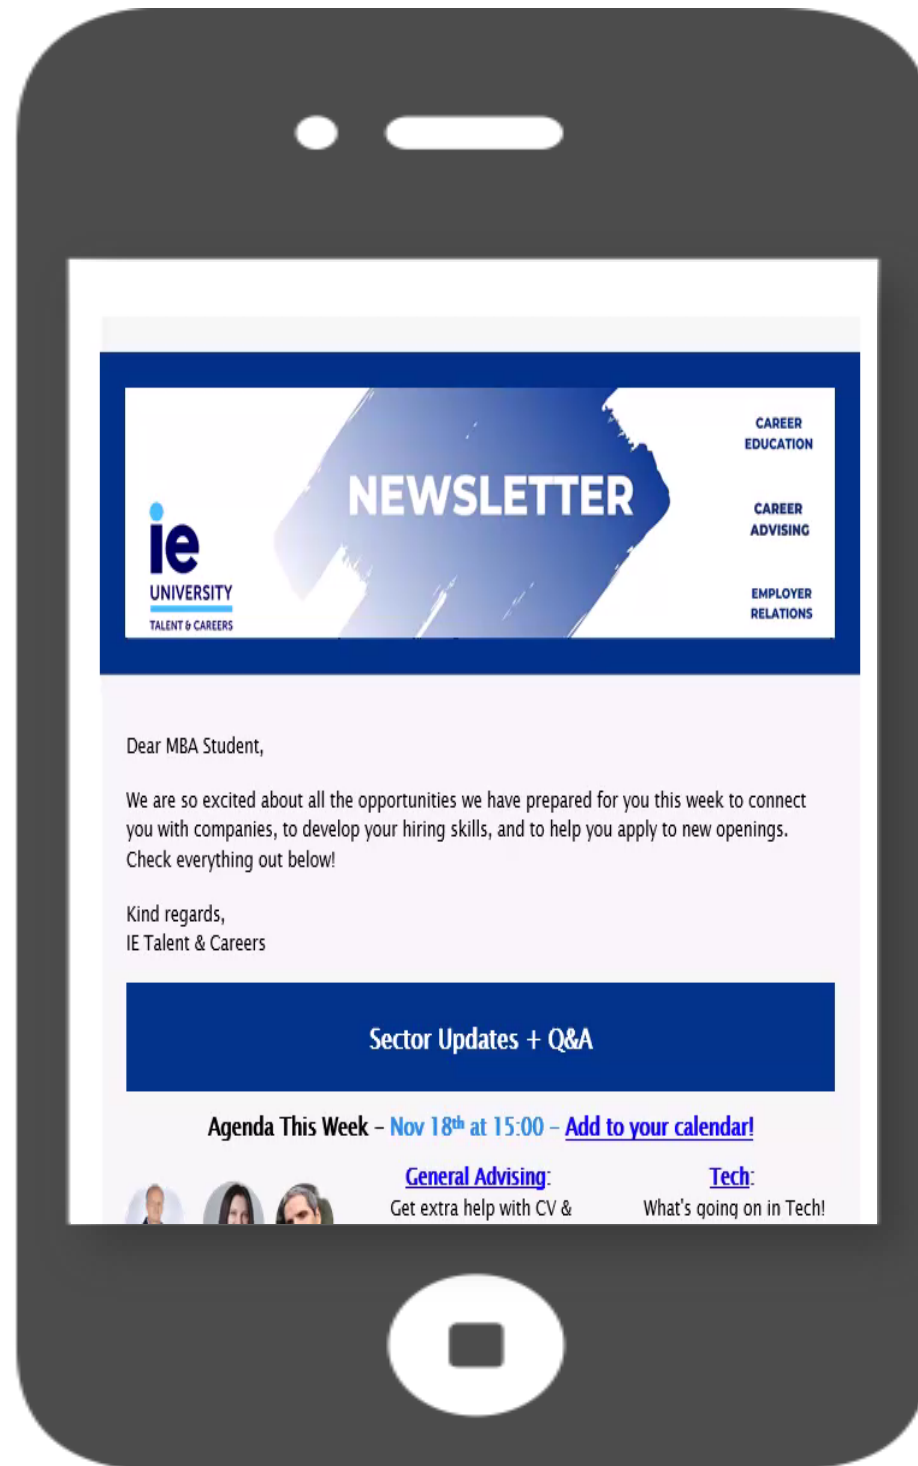 NEWSLETTER
ie
UNIVERSITY
TALENT & CAREERS
CAREER
EDUCATION
CAREER
ADVISING
EMPLOYER
RELATIONS
Dear MBA Student,
We are so excited about all the opportunities we have prepared for you this week to connect
you with companies, to develop your hiring skills, and to help you apply to new openings.
Check everything out below!
Kind regards,
IE Talent & Careers
Sector Updates + Q&A
Agenda This Week – Nov 18th at 15:00 – Add to your calendar!
General Advising:
Get extra help with CV &
Tech:
What's going on in Tech!